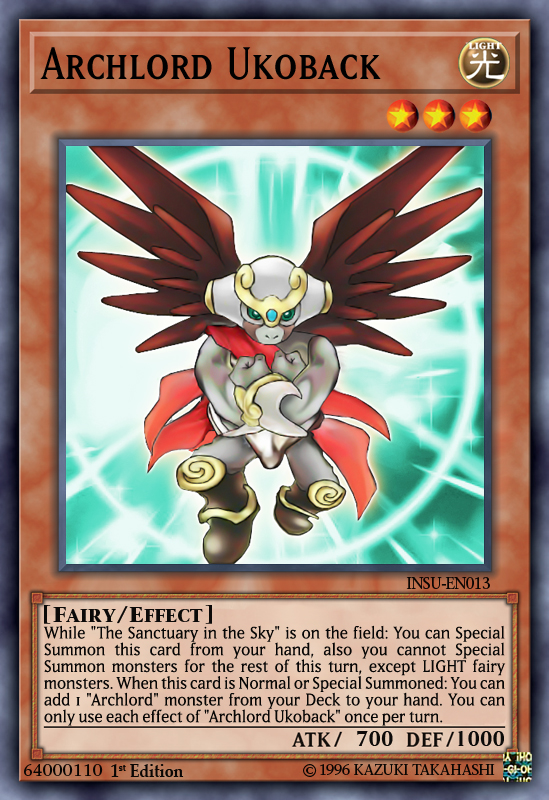 Archlord Ukoback
LIGHT
光
INSU-EN013
[Fairy/Effect]
While "The Sanctuary in the Sky" is on the field: You can Special
Summon this card from your hand, also you cannot Special
Summon monsters for the rest of this turn, except LIGHT fairy
monsters. When this card is Normal or Special Summoned: You can
add 1 "Archlord" monster from your Deck to your hand. You can
only use each effect of "Archlord Ukoback" once per turn.
ATK/ 700 DEF/1000
64000110 1st Edition ©1996 KAZUKI TAKAHASHI